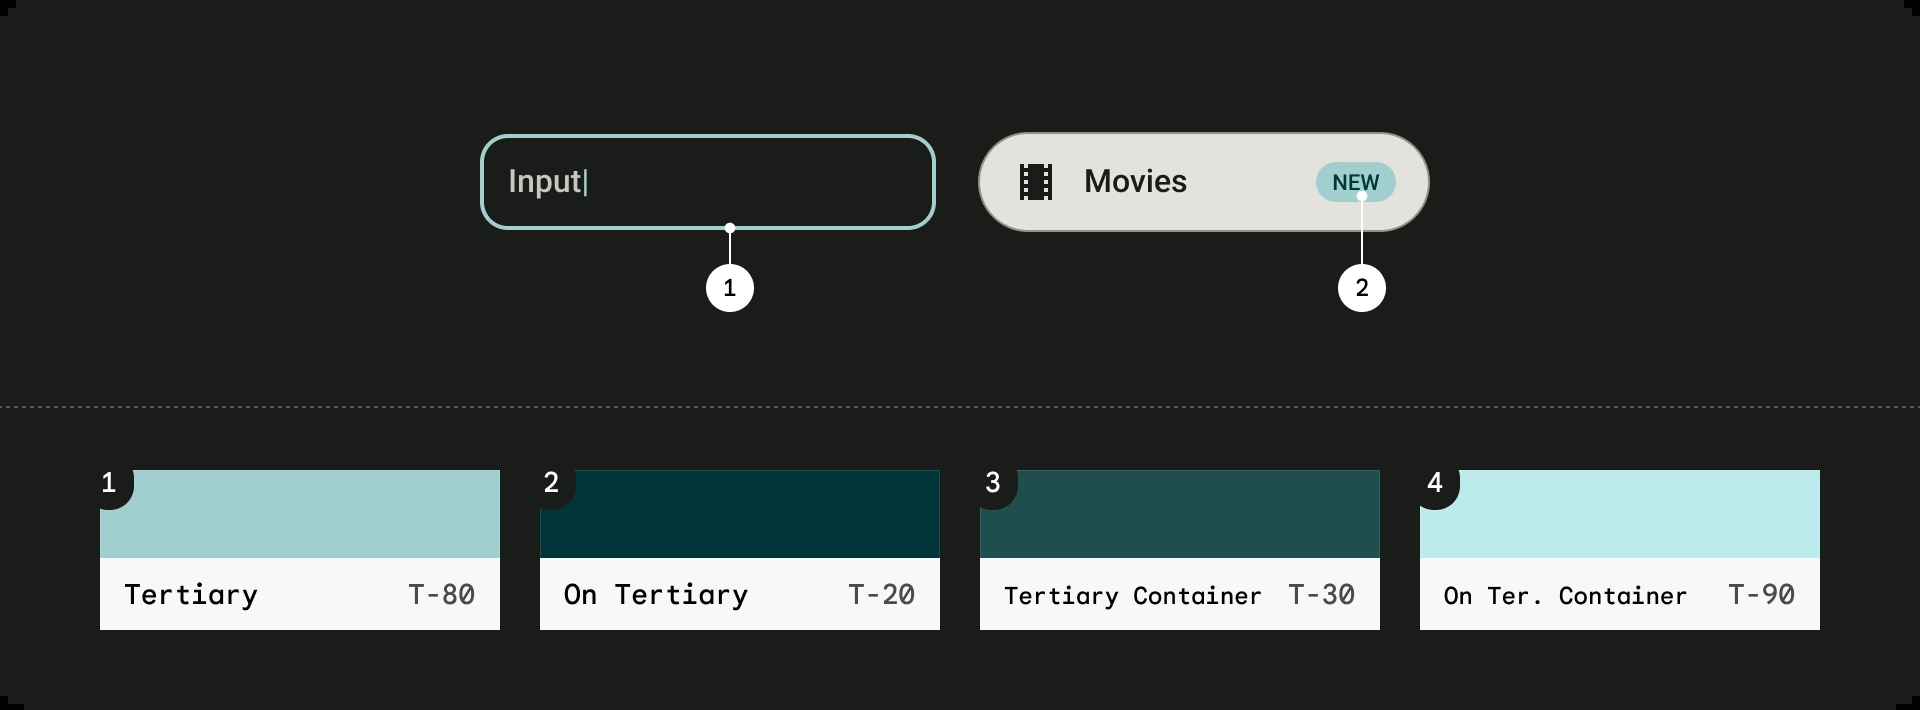 Input
Movies NEW
1 2
1 2 3 4
Tertiary T-80 On Tertiary T-20 Tertiary Container T-30 On Ter. Container T-90